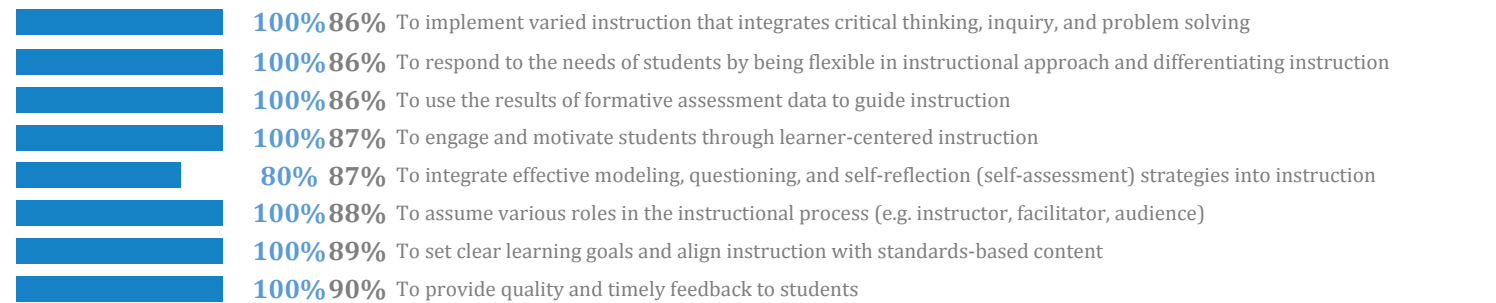 100% 86% To implement varied instruction that integrates critical thinking, inquiry, and problem solving
100% 86% To respond to the needs of students by being flexible in instructional approach and differentiating instruction
100% 86% To use the results of formative assessment data to guide instruction
100% 87% To engage and motivate students through learner-centered instruction
80% 87% To integrate effective modeling, questioning, and self-reflection (self-assessment) strategies into instruction
100% 88% To assume various roles in the instructional process (e.g. instructor, facilitator, audience)
100% 89% To set clear learning goals and align instruction with standards-based content
100% 90% To provide quality and timely feedback to students